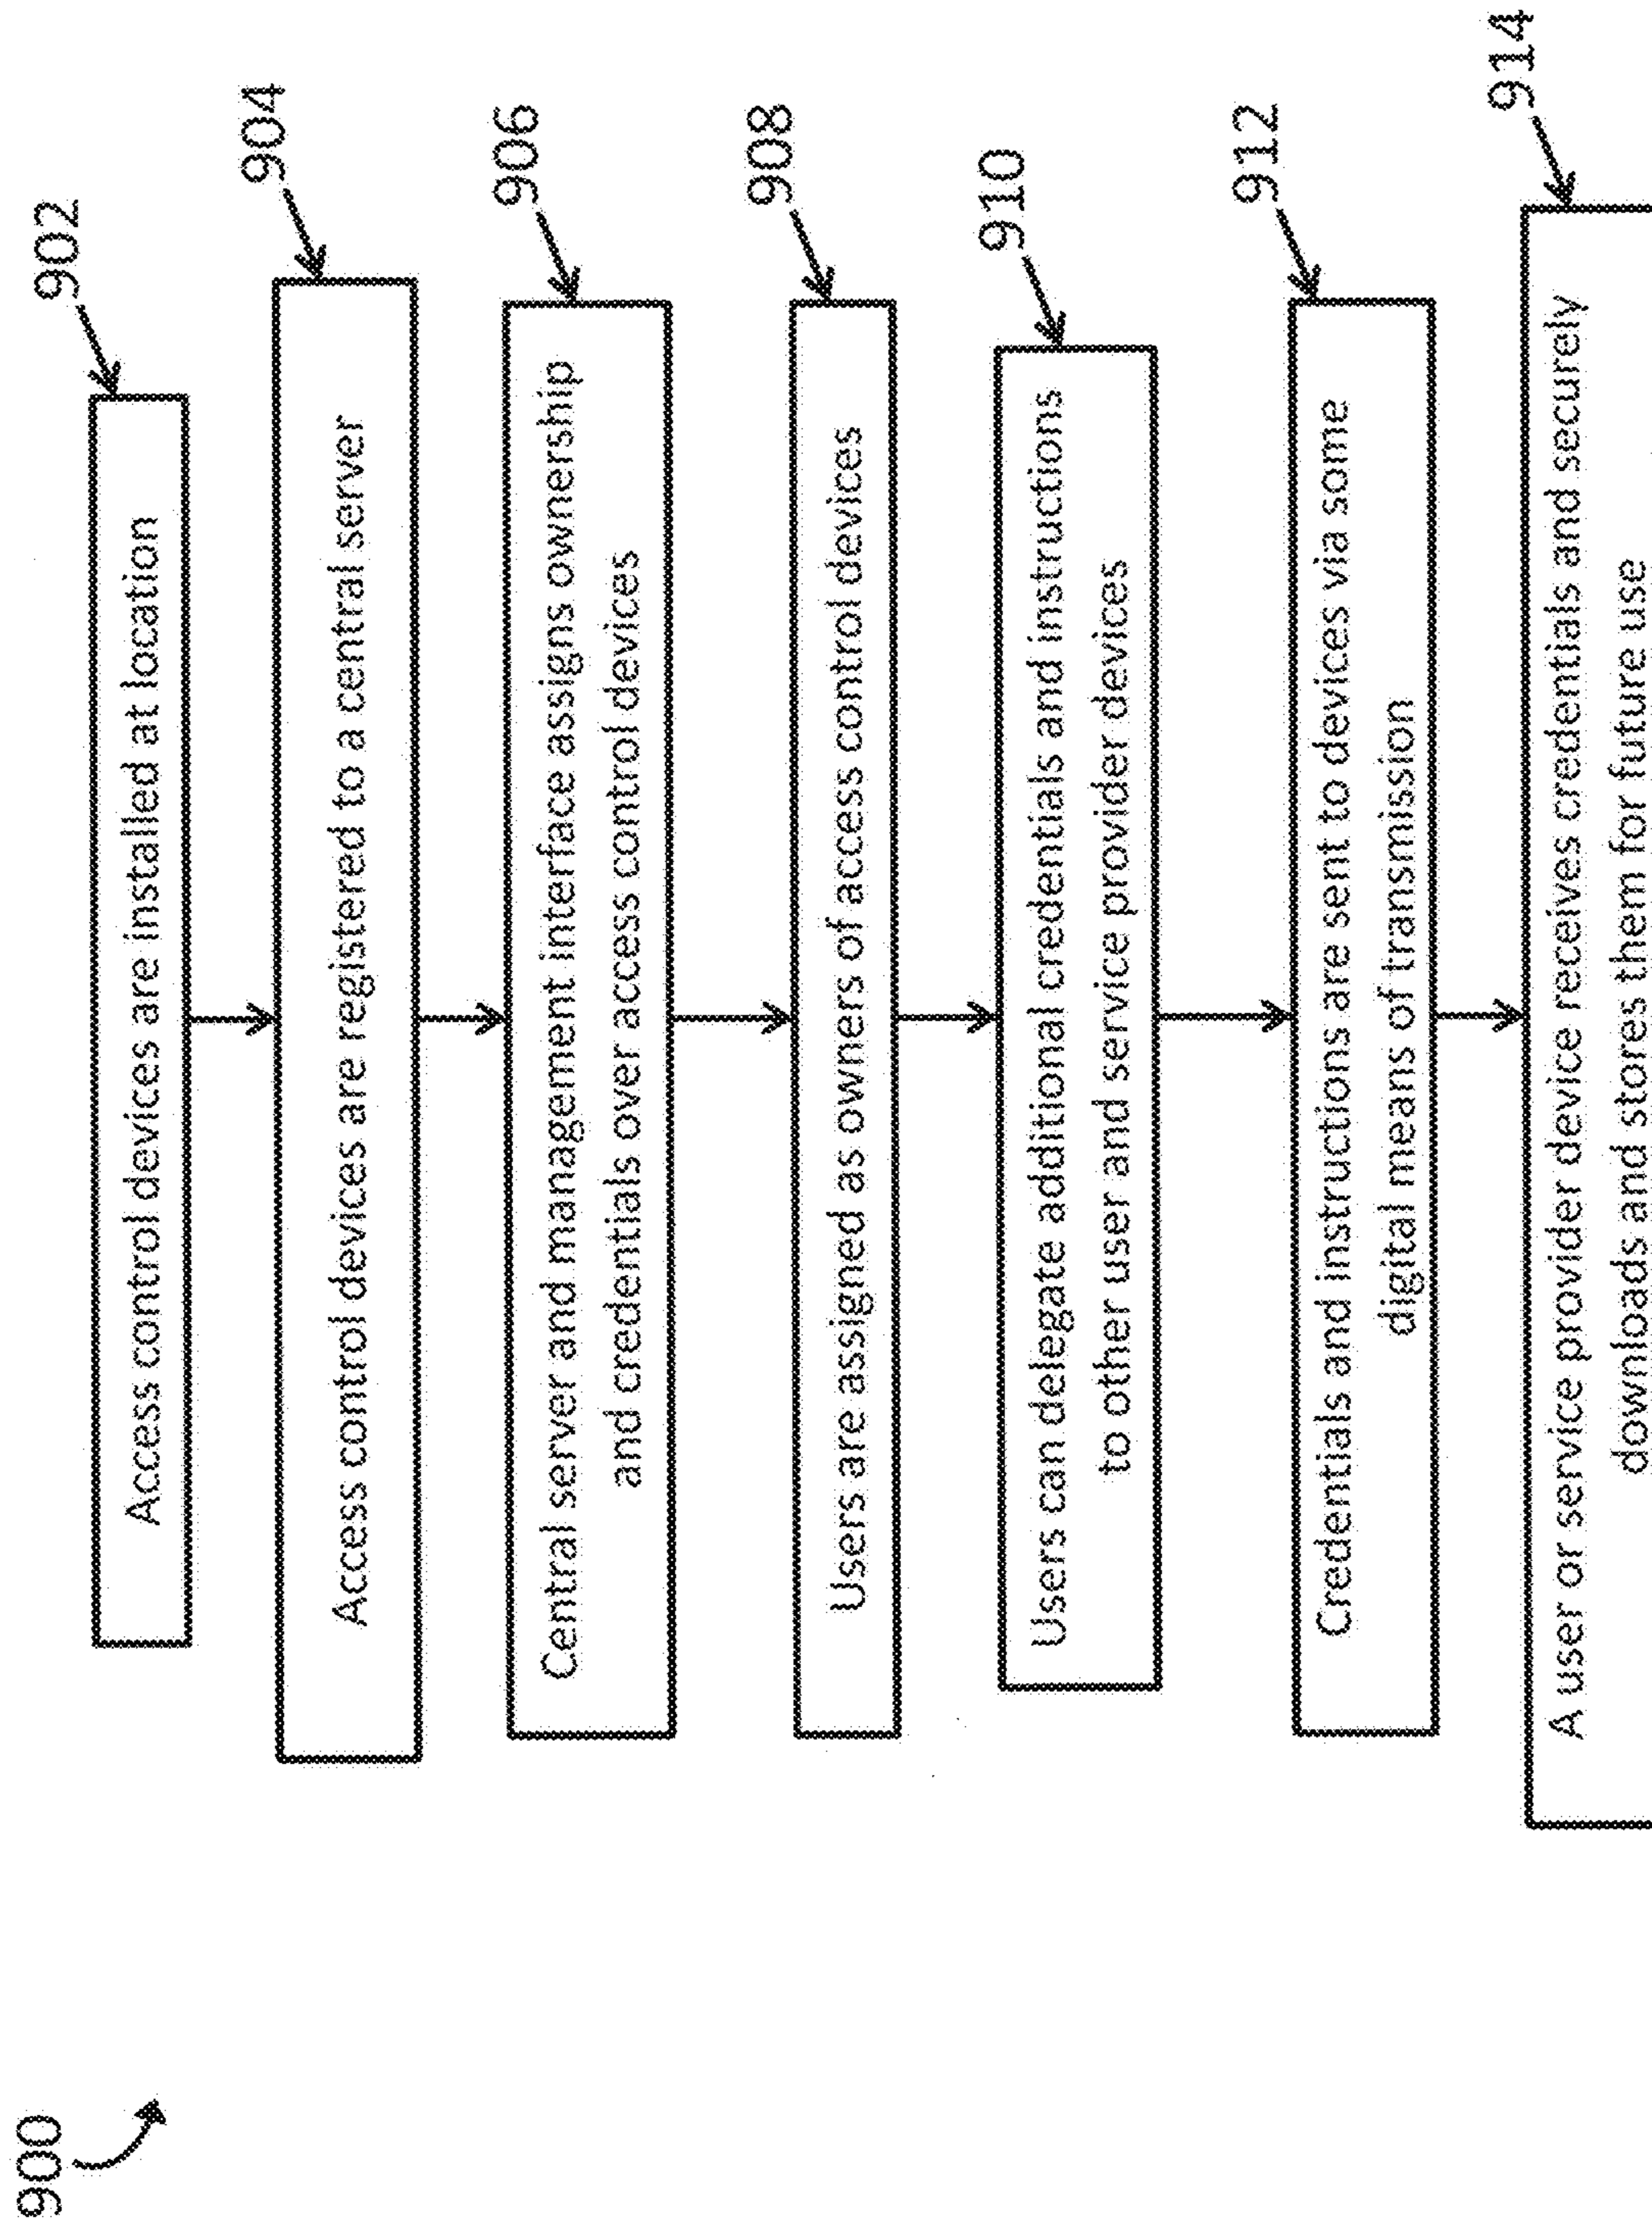 900
902
Access control devices are installed at location
904
Access control devices are registered to a central server
906
Central server and management interface assigns ownership
and credentials over access control devices
908
Users are assigned as owners of access control devices
910
Users can delegate additional credentials and instructions
to other user and service provider devices
912
Credentials and instructions are sent to devices via some
digital means of transmission
914
A user or service provider device receives credentials and securely
downloads and stores them for future use